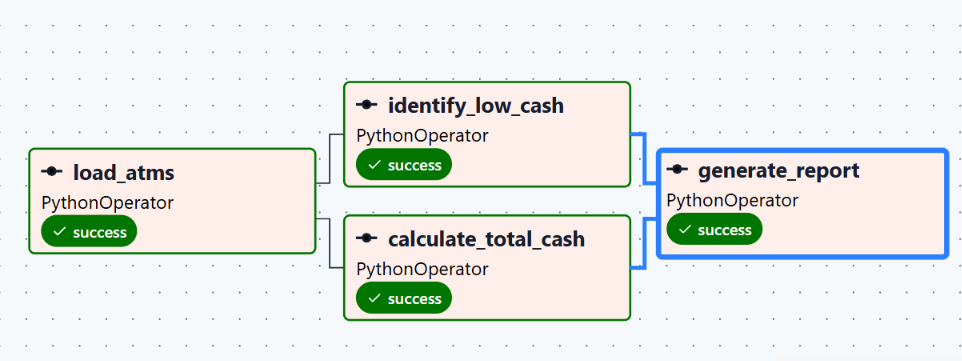 load_atms
PythonOperator
success
identify_low_cash
PythonOperator
success
calculate_total_cash
PythonOperator
success
generate_report
PythonOperator
success